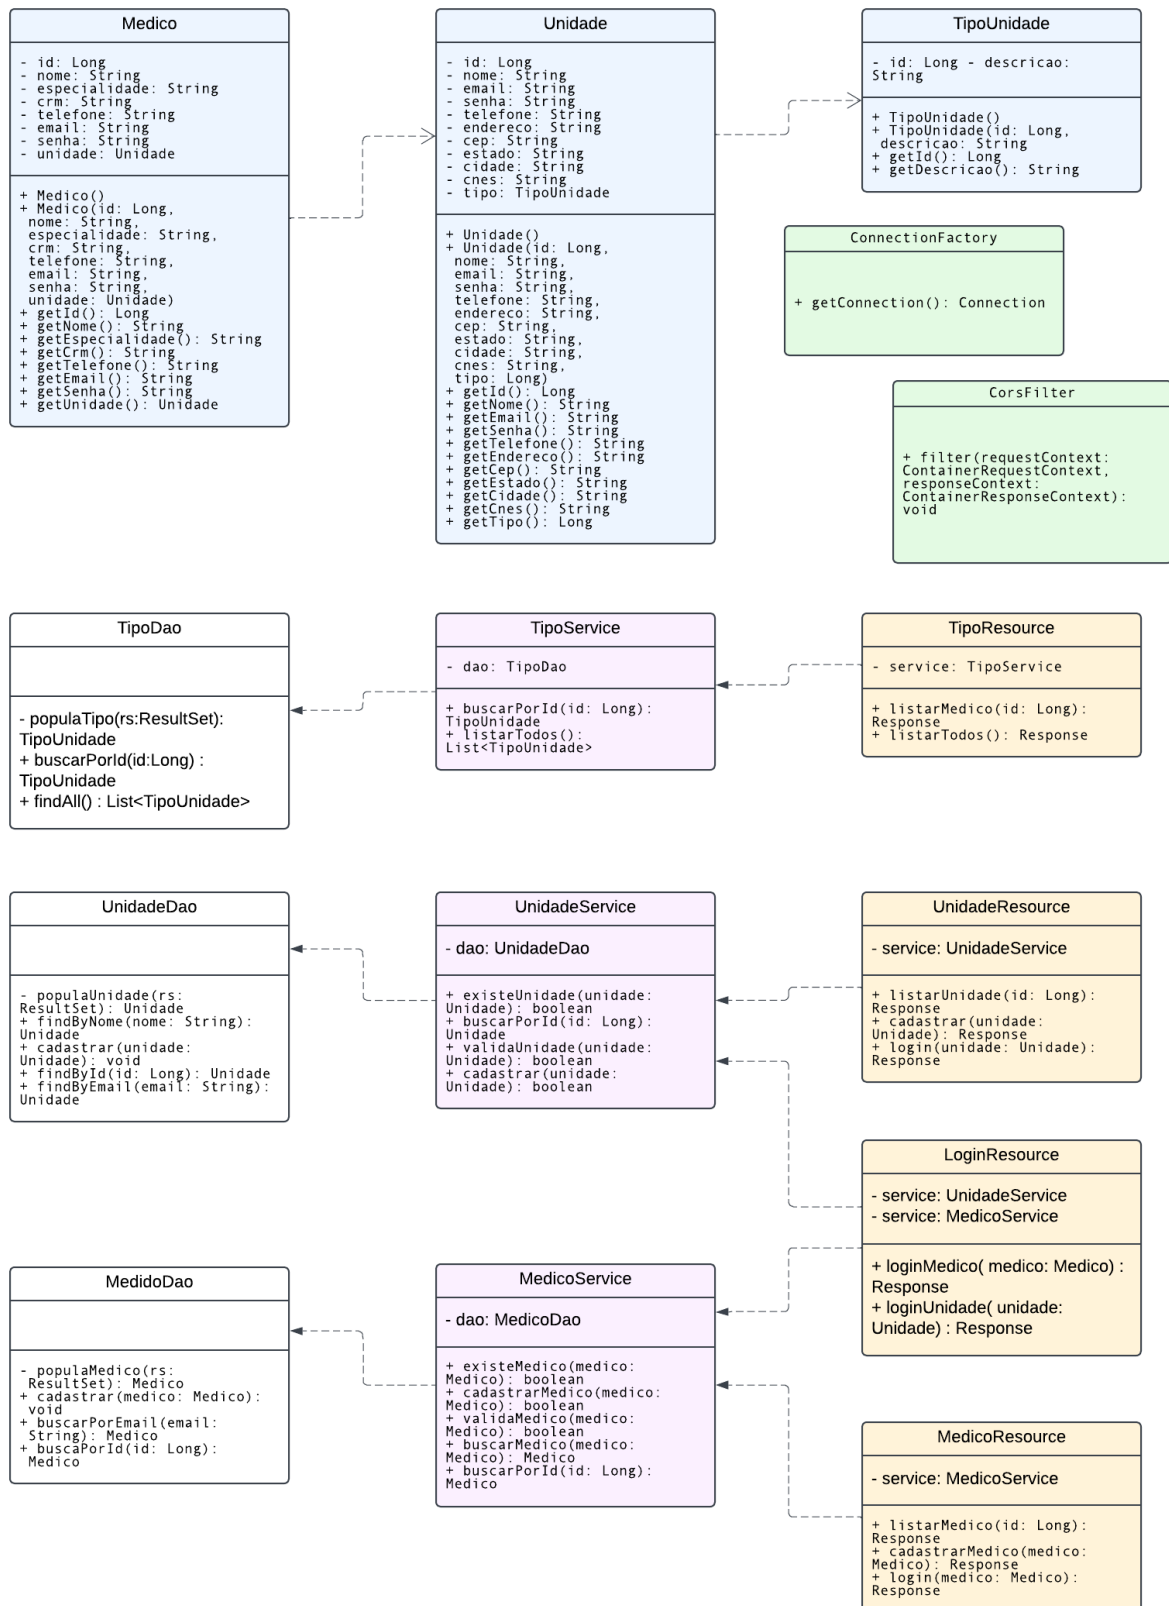 Medico
- id: Long
- nome: String
- especialidade: String
- crm: String
- telefone: String
- email: String
- senha: String
- unidade: Unidade
+ Medico()
+ Medico(id: Long,
nome: String,
especialidade: String,
crm: String,
telefone: String,
email: String,
senha: String,
unidade: Unidade)
+ getId(): Long
+ getNome(): String
+ getEspecialidade(): String
+ getCrm(): String
+ getTelefone(): String
+ getEmail(): String
+ getSenha(): String
+ getUnidade(): Unidade
Unidade
- id: Long
- nome: String
- email: String
- senha: String
- telefone: String
- endereco: String
- cep: String
- estado: String
- cidade: String
- cnes: String
- tipo: TipoUnidade
+ Unidade()
+ Unidade(id: Long,
nome: String,
email: String,
senha: String,
telefone: String,
endereco: String,
cep: String,
estado: String,
cidade: String,
cnes: String,
tipo: Long)
+ getId(): Long
+ getNome(): String
+ getEmail(): String
+ getSenha(): String
+ getTelefone(): String
+ getEndereco(): String
+ getCep(): String
+ getEstado(): String
+ getCidade(): String
+ getCnes(): String
+ getTipo(): Long
TipoUnidade
- id: Long - descricao:
String
+ TipoUnidade()
+ TipoUnidade(id: Long,
descricao: String
+ getId(): Long
+ getDescricao(): String
ConnectionFactory
+ getConnection(): Connection
CorsFilter
+ filter(requestContext:
ContainerRequestContext,
responseContext:
ContainerResponseContext):
void
TipoDao
- populaTipo(rs:ResultSet):
TipoUnidade
+ buscarPorId(id:Long) :
TipoUnidade
+ findAll() : List<TipoUnidade>
TipoService
- dao: TipoDao
+ buscarPorId(id: Long):
TipoUnidade
+ listarTodos():
List<TipoUnidade>
TipoResource
- service: TipoService
+ listarMedico(id: Long):
Response
+ listarTodos(): Response
UnidadeDao
- populaUnidade(rs:
ResultSet): Unidade
+ findByNome(nome: String):
Unidade
+ cadastrar(unidade:
Unidade): void
+ findById(id: Long): Unidade
+ findByEmail(email: String):
Unidade
UnidadeService
- dao: UnidadeDao
+ existeUnidade(unidade:
Unidade): boolean
+ buscarPorId(id: Long):
Unidade
+ validaUnidade(unidade:
Unidade): boolean
+ cadastrar(unidade:
Unidade): boolean
UnidadeResource
- service: UnidadeService
+ listarUnidade(id: Long):
Response
+ cadastrar(unidade:
Unidade): Response
+ login(unidade: Unidade):
Response
LoginResource
- service: UnidadeService
- service: MedicoService
+ loginMedico( medico: Medico) :
Response
+ loginUnidade( unidade:
Unidade) : Response
MedidoDao
- populaMedico(rs:
ResultSet): Medico
+ cadastrar(medico: Medico):
void
+ buscarPorEmail(email:
String): Medico
+ buscaPorId(id: Long):
Medico
MedicoService
- dao: MedicoDao
+ existeMedico(medico:
Medico): boolean
+ cadastrarMedico(medico:
Medico): boolean
+ validaMedico(medico:
Medico): boolean
+ buscarMedico(medico:
Medico): Medico
+ buscarPorId(id: Long):
Medico
MedicoResource
- service: MedicoService
+ listarMedico(id: Long):
Response
+ cadastrarMedico(medico:
Medico): Response
+ login(medico: Medico):
Response